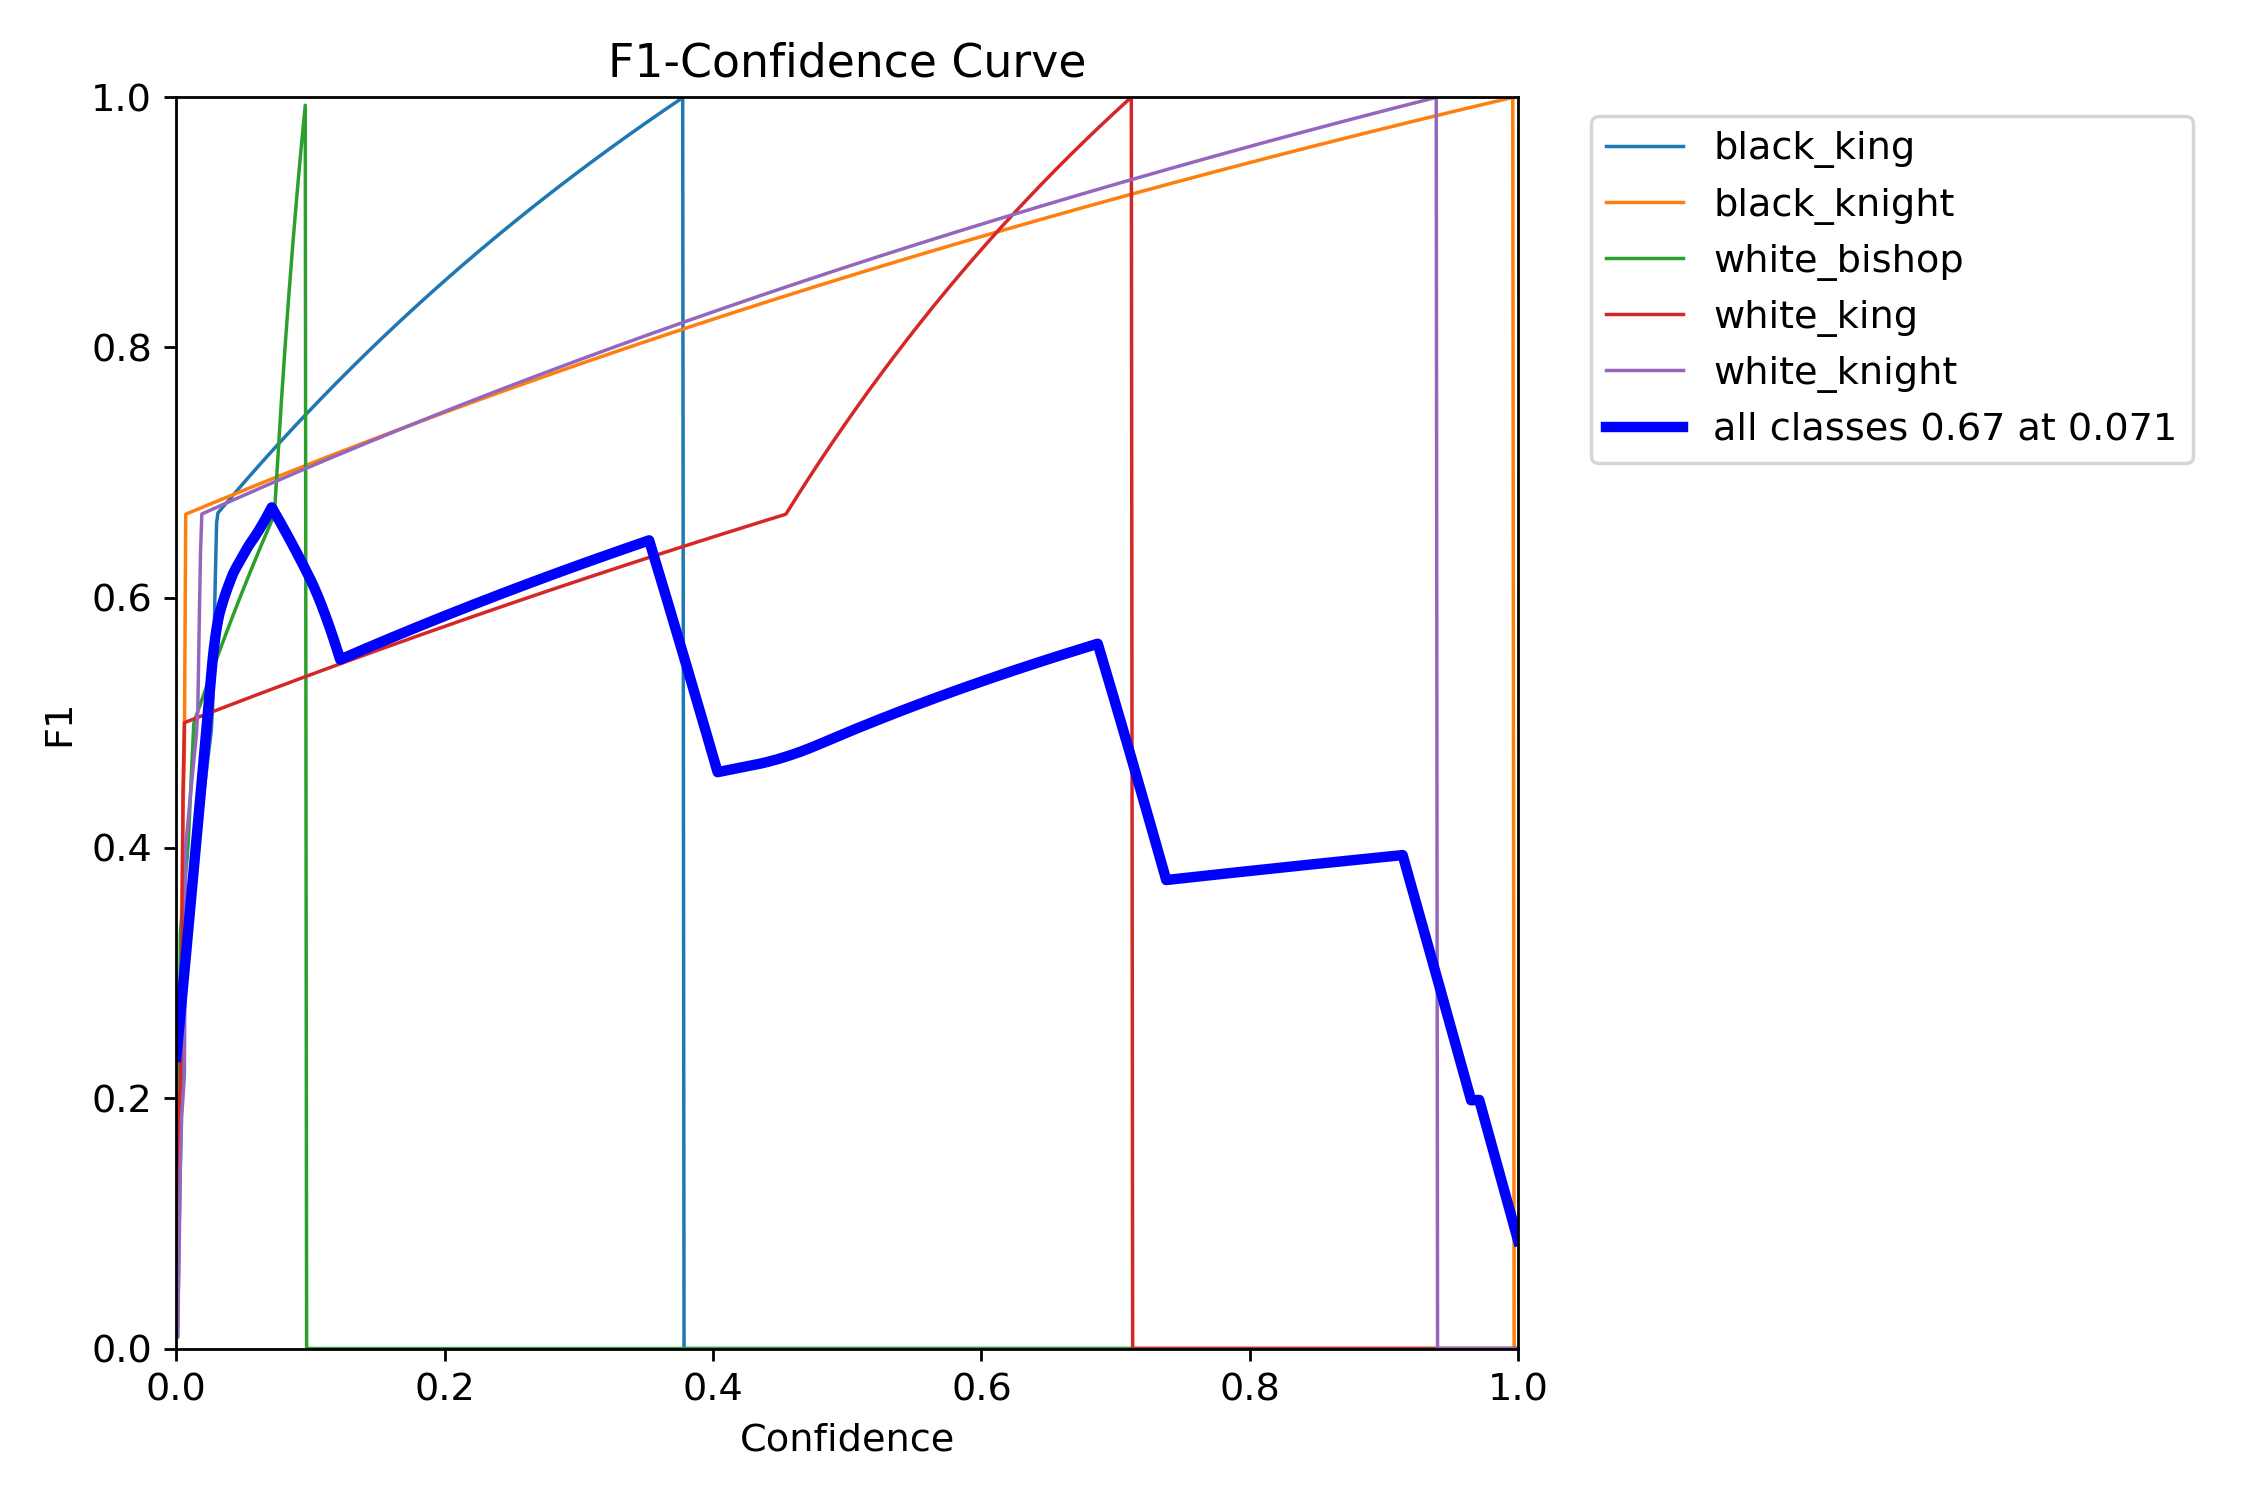 F1-Confidence Curve
1.0
0.8
0.6
0.4
0.2
0.0
F1
0.0 0.2 0.4 0.6 0.8 1.0
Confidence
black_king
black_knight
white_bishop
white_king
white_knight
all classes 0.67 at 0.071